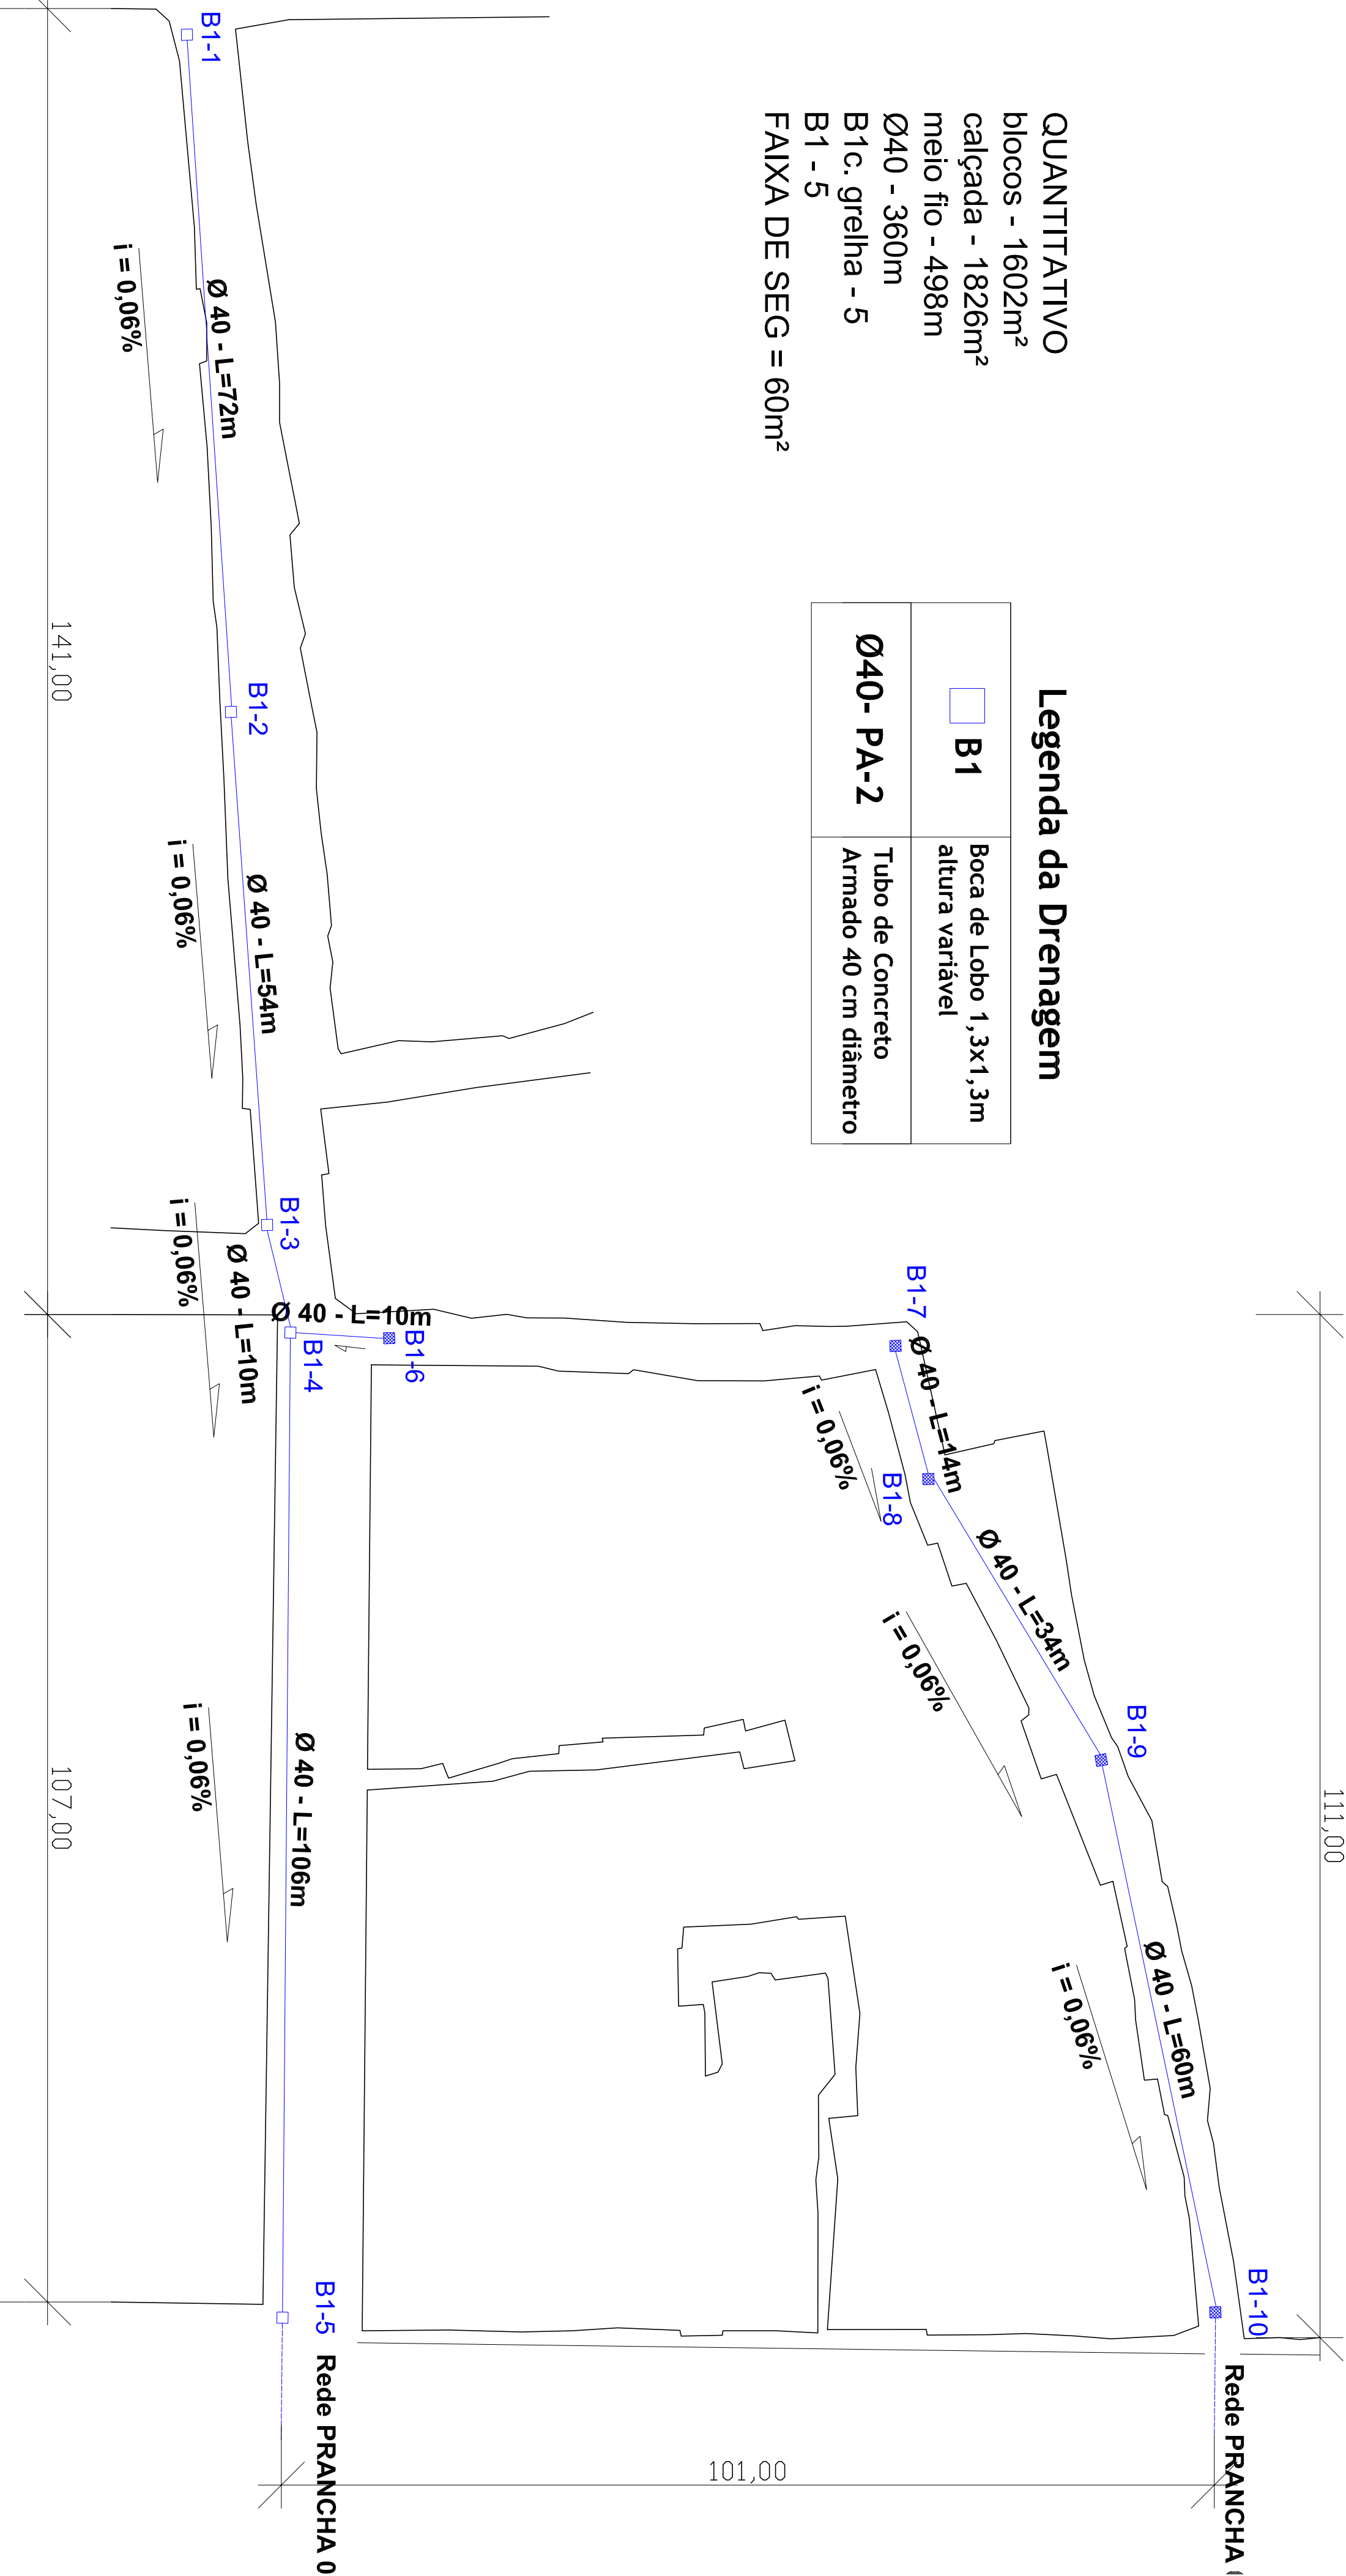 QUANTITATIVO
blocos - 1602m²
calçada - 1826m²
meio fio - 498m
Ø40 - 360m
B1c. grelha - 5
B1 - 5
FAIXA DE SEG = 60m²
Legenda da Drenagem
B1
Boca de Lobo 1,3x1,3m
altura variável
Ø40- PA-2
Tubo de Concreto
Armado 40 cm diâmetro
B1-1
Ø 40 - L=72m
i = 0,06%
B1-2
141,00
Ø 40 - L=54m
i = 0,06%
B1-3
i = 0,06%
Ø 40 - L=10m
Ø 40 - L=10m
B1-4
B1-6
B1-7
Ø 40 - L=14m
i = 0,06%
B1-8
Ø 40 - L=34m
i = 0,06%
B1-9
111,00
Ø 40 - L=60m
i = 0,06%
B1-10
Rede PRANCHA
Ø 40 - L=106m
i = 0,06%
107,00
B1-5
Rede PRANCHA 0
101,00